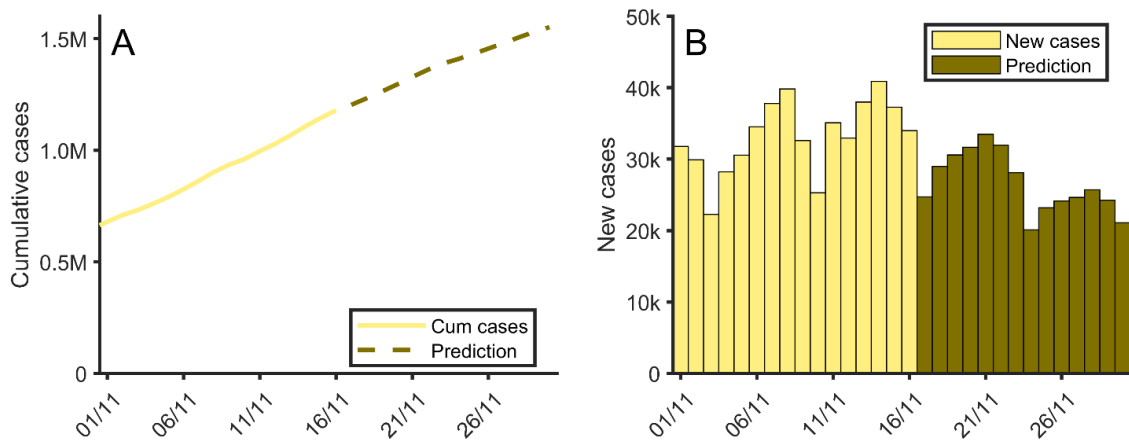 A
Cumulative cases
1.5M
1.0M
0.5M
0
01/11
06/11
11/11
16/11
21/11
26/11
Cum cases
Prediction
B
New cases
50k
40k
30k
20k
10k
0
01/11
06/11
11/11
16/11
21/11
26/11
New cases
Prediction